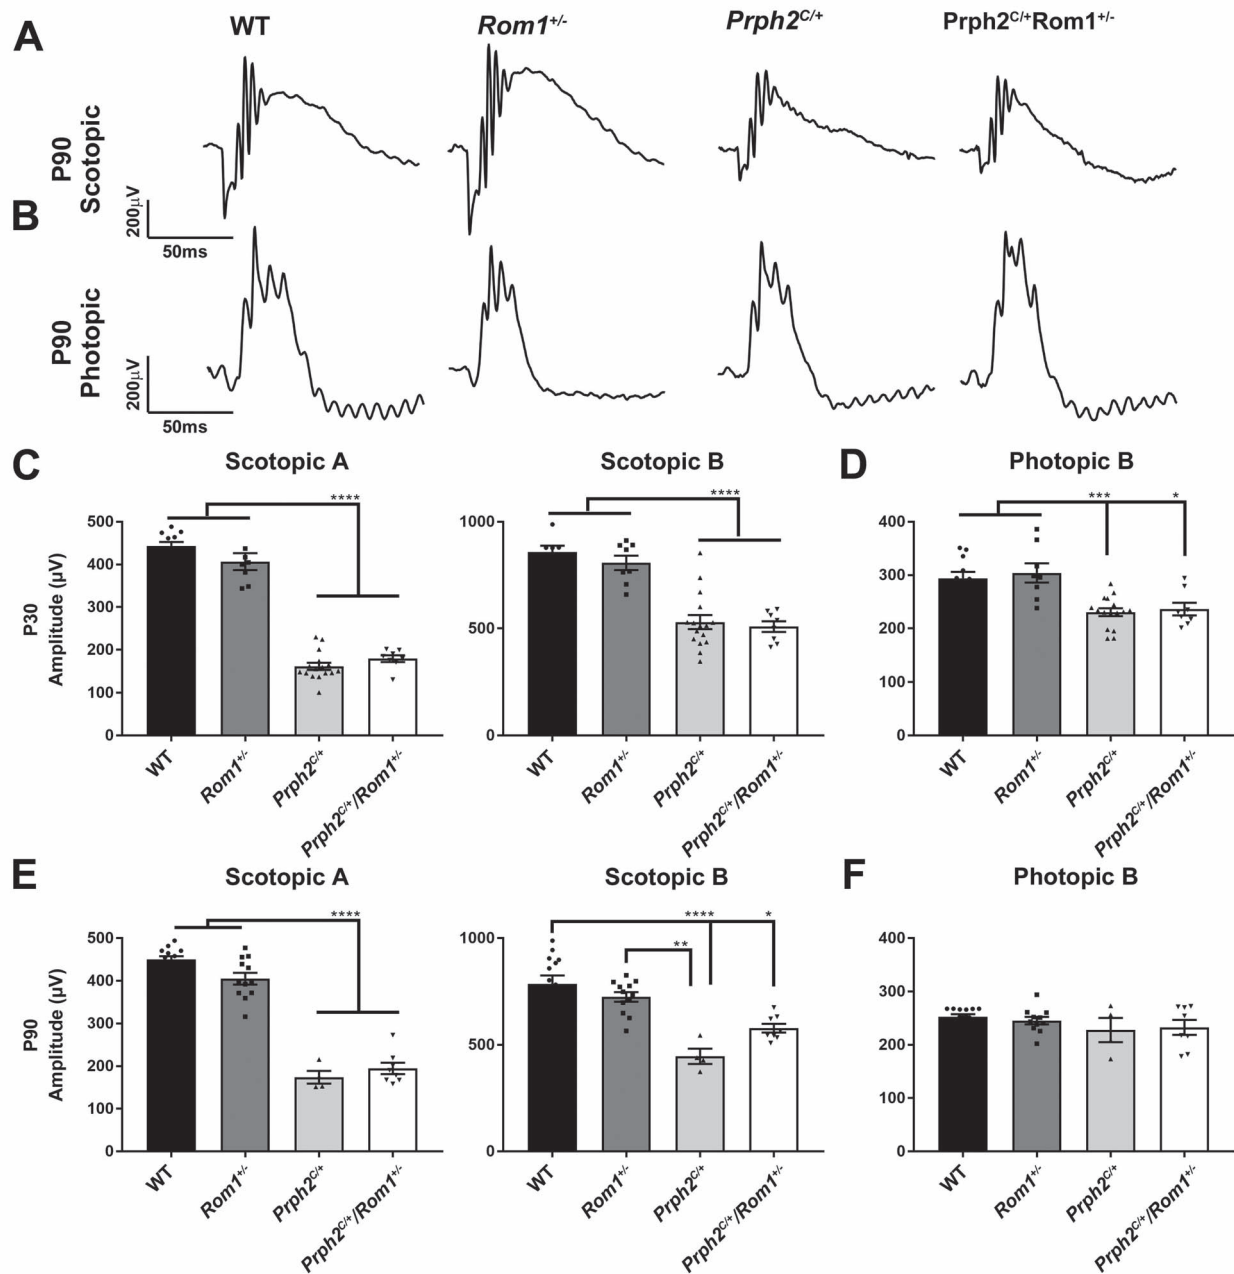 A
WT
Rom1+/-
Prph2C/+
Prph2C/+Rom1+/-
P90
Scotopic
200μV
50ms
B
P90
Photopic
200μV
50ms
C
Scotopic A
Scotopic B
D
Photopic B
****
****
***
*
P30
Amplitude (μV)
500
400
300
200
100
0
1000
500
0
400
300
200
100
0
WT
Rom1+/-
Prph2C/+
Prph2C/+/Rom1+/-
WT
Rom1+/-
Prph2C/+
Prph2C/+/Rom1+/-
WT
Rom1+/-
Prph2C/+
Prph2C/+/Rom1+/-
E
Scotopic A
Scotopic B
F
Photopic B
****
****
*
**
P90
Amplitude (μV)
500
400
300
200
100
0
1000
500
0
400
300
200
100
0
WT
Rom1+/-
Prph2C/+
Prph2C/+/Rom1+/-
WT
Rom1+/-
Prph2C/+
Prph2C/+/Rom1+/-
WT
Rom1+/-
Prph2C/+
Prph2C/+/Rom1+/-